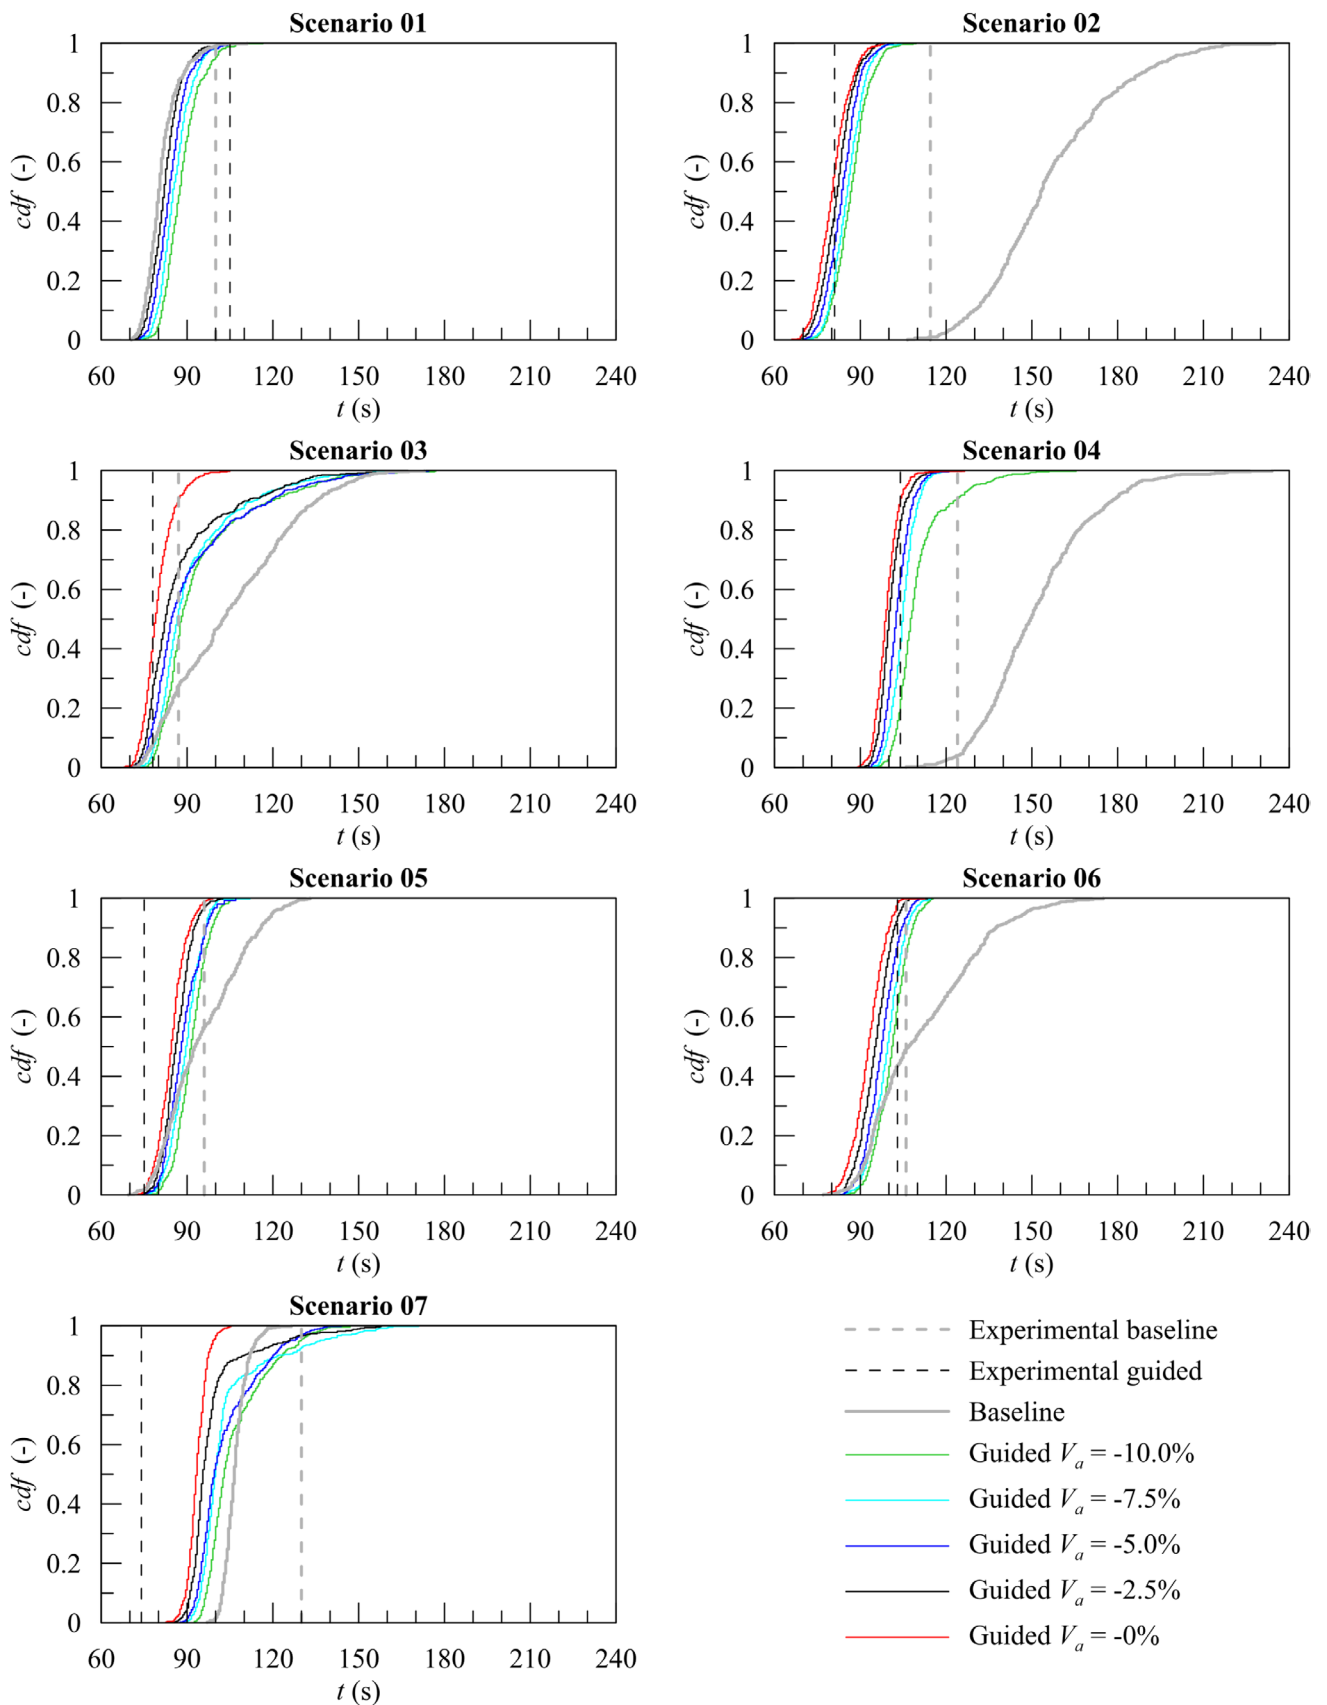 Scenario 01
1
0.8
0.6
0.4
0.2
0
cdf (-)
60 90 120 150 180 210 240
t (s)
Scenario 02
1
0.8
0.6
0.4
0.2
0
cdf (-)
60 90 120 150 180 210 240
t (s)
Scenario 03
1
0.8
0.6
0.4
0.2
0
cdf (-)
60 90 120 150 180 210 240
t (s)
Scenario 04
1
0.8
0.6
0.4
0.2
0
cdf (-)
60 90 120 150 180 210 240
t (s)
Scenario 05
1
0.8
0.6
0.4
0.2
0
cdf (-)
60 90 120 150 180 210 240
t (s)
Scenario 06
1
0.8
0.6
0.4
0.2
0
cdf (-)
60 90 120 150 180 210 240
t (s)
Scenario 07
1
0.8
0.6
0.4
0.2
0
cdf (-)
60 90 120 150 180 210 240
t (s)
Experimental baseline
Experimental guided
Baseline
Guided Va = -10.0%
Guided Va = -7.5%
Guided Va = -5.0%
Guided Va = -2.5%
Guided Va = -0%